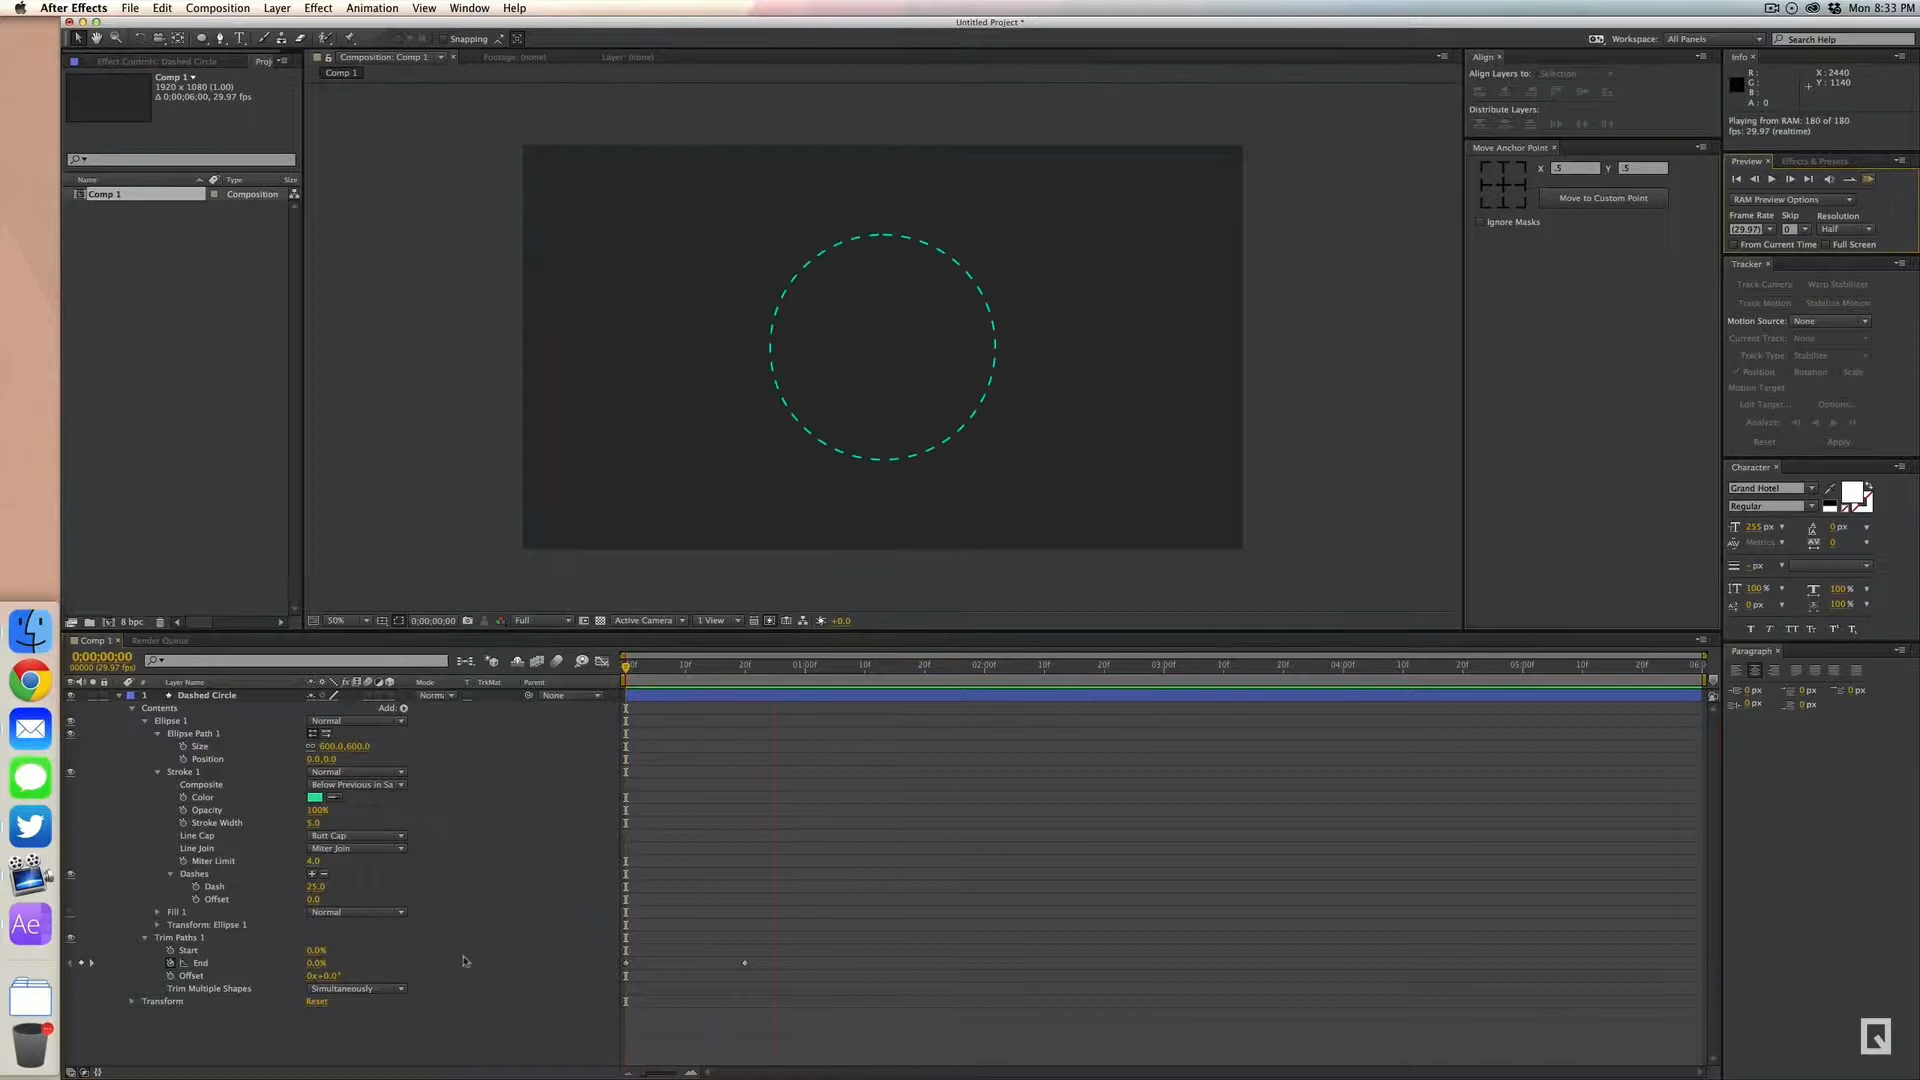 After Effects File Edit Composition Layer Effect Animation View Window Help Mon 8:33 PM
Untitled Project *
Snapping Workspace: All Panels Search Help
Effect Controls: Dashed Circle Proj
Comp 1
1920 x 1080 (1.00)
Δ 0;00;06;00, 29.97 fps
Name Type Size
Comp 1 Composition
8 bpc
Composition: Comp 1 Footage: (none) Layer: (none)
Comp 1
50% 0;00;00;00 Full Active Camera 1 View +0.0
Align
Align Layers to: Selection
Distribute Layers:
Move Anchor Point
X .5 Y .5
Move to Custom Point
Ignore Masks
Info
R: X: 2440
G: Y: 1140
B:
A: 0
Playing from RAM: 180 of 180
fps: 29.97 (realtime)
Preview Effects & Presets
RAM Preview Options
Frame Rate Skip Resolution
(29.97) 0 Half
From Current Time Full Screen
Tracker
Track Camera Warp Stabilizer
Track Motion Stabilize Motion
Motion Source: None
Current Track: None
Track Type Stabilize
Position Rotation Scale
Motion Target
Edit Target... Options...
Analyze:
Reset Apply
Character
Grand Hotel
Regular
255 px 0 px
Metrics 0
- px
100% 100%
0 px 100%
T T TT Tt T¹ T₁
Paragraph
0 px 0 px 0 px
0 px 0 px
Comp 1 Render Queue
0;00;00;00
00000 (29.97 fps)
00f 10f 20f 01:00f 10f 20f 02:00f 10f 20f 03:00f 10f 20f 04:00f 10f 20f 05:00f 10f 20f 06:0
# Layer Name Mode T TrkMat Parent
1 Dashed Circle Norma None
Contents Add:
Ellipse 1 Normal
Ellipse Path 1
Size 600.0,600.0
Position 0.0,0.0
Stroke 1 Normal
Composite Below Previous in Sa
Color
Opacity 100%
Stroke Width 5.0
Line Cap Butt Cap
Line Join Miter Join
Miter Limit 4.0
Dashes + −
Dash 25.0
Offset 0.0
Fill 1 Normal
Transform: Ellipse 1
Trim Paths 1
Start 0.0%
End 0.0%
Offset 0x+0.0°
Trim Multiple Shapes Simultaneously
Transform Reset
Ae